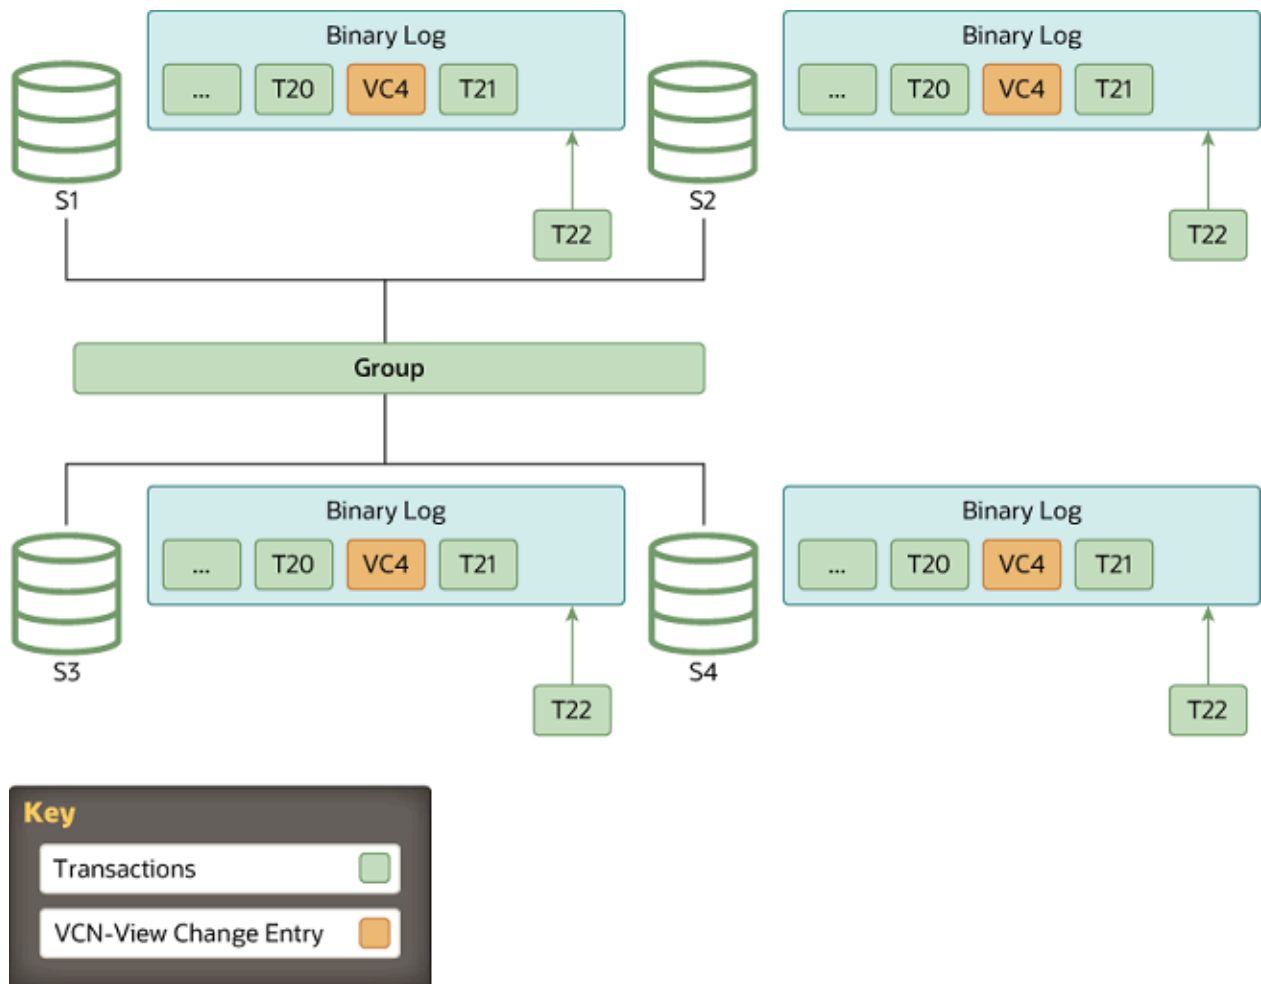 Binary Log
Binary Log
... T20 VC4 T21
... T20 VC4 T21
S1
S2
T22
T22
Group
Binary Log
Binary Log
... T20 VC4 T21
... T20 VC4 T21
S3
S4
T22
T22
Key
Transactions
VCN-View Change Entry